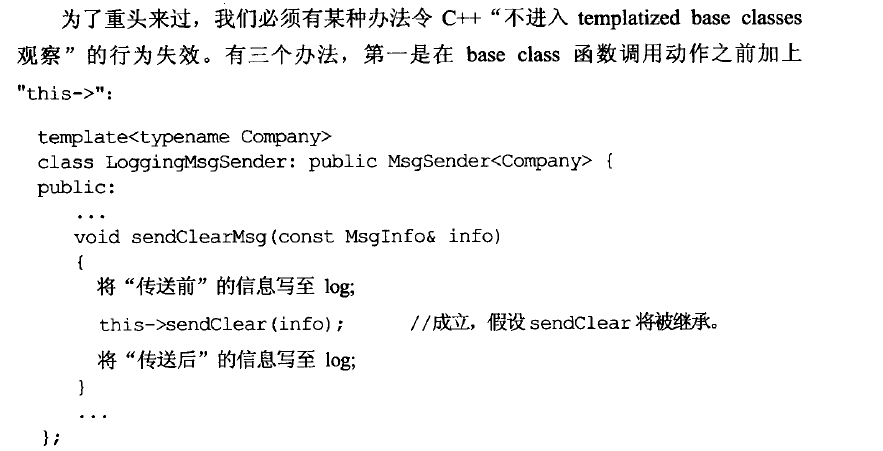 为了重头来过，我们必须有某种办法令 C++“不进入 templatized base classes
观察”的行为失效。有三个办法，第一是在 base class 函数调用动作之前加上
"this->":
template<typename Company>
class LoggingMsgSender: public MsgSender<Company> {
public:
...
void sendClearMsg(const MsgInfo& info)
{
将“传送前”的信息写至 log;
this->sendClear(info); //成立，假设 sendClear 将被继承。
将“传送后”的信息写至 log;
}
...
};